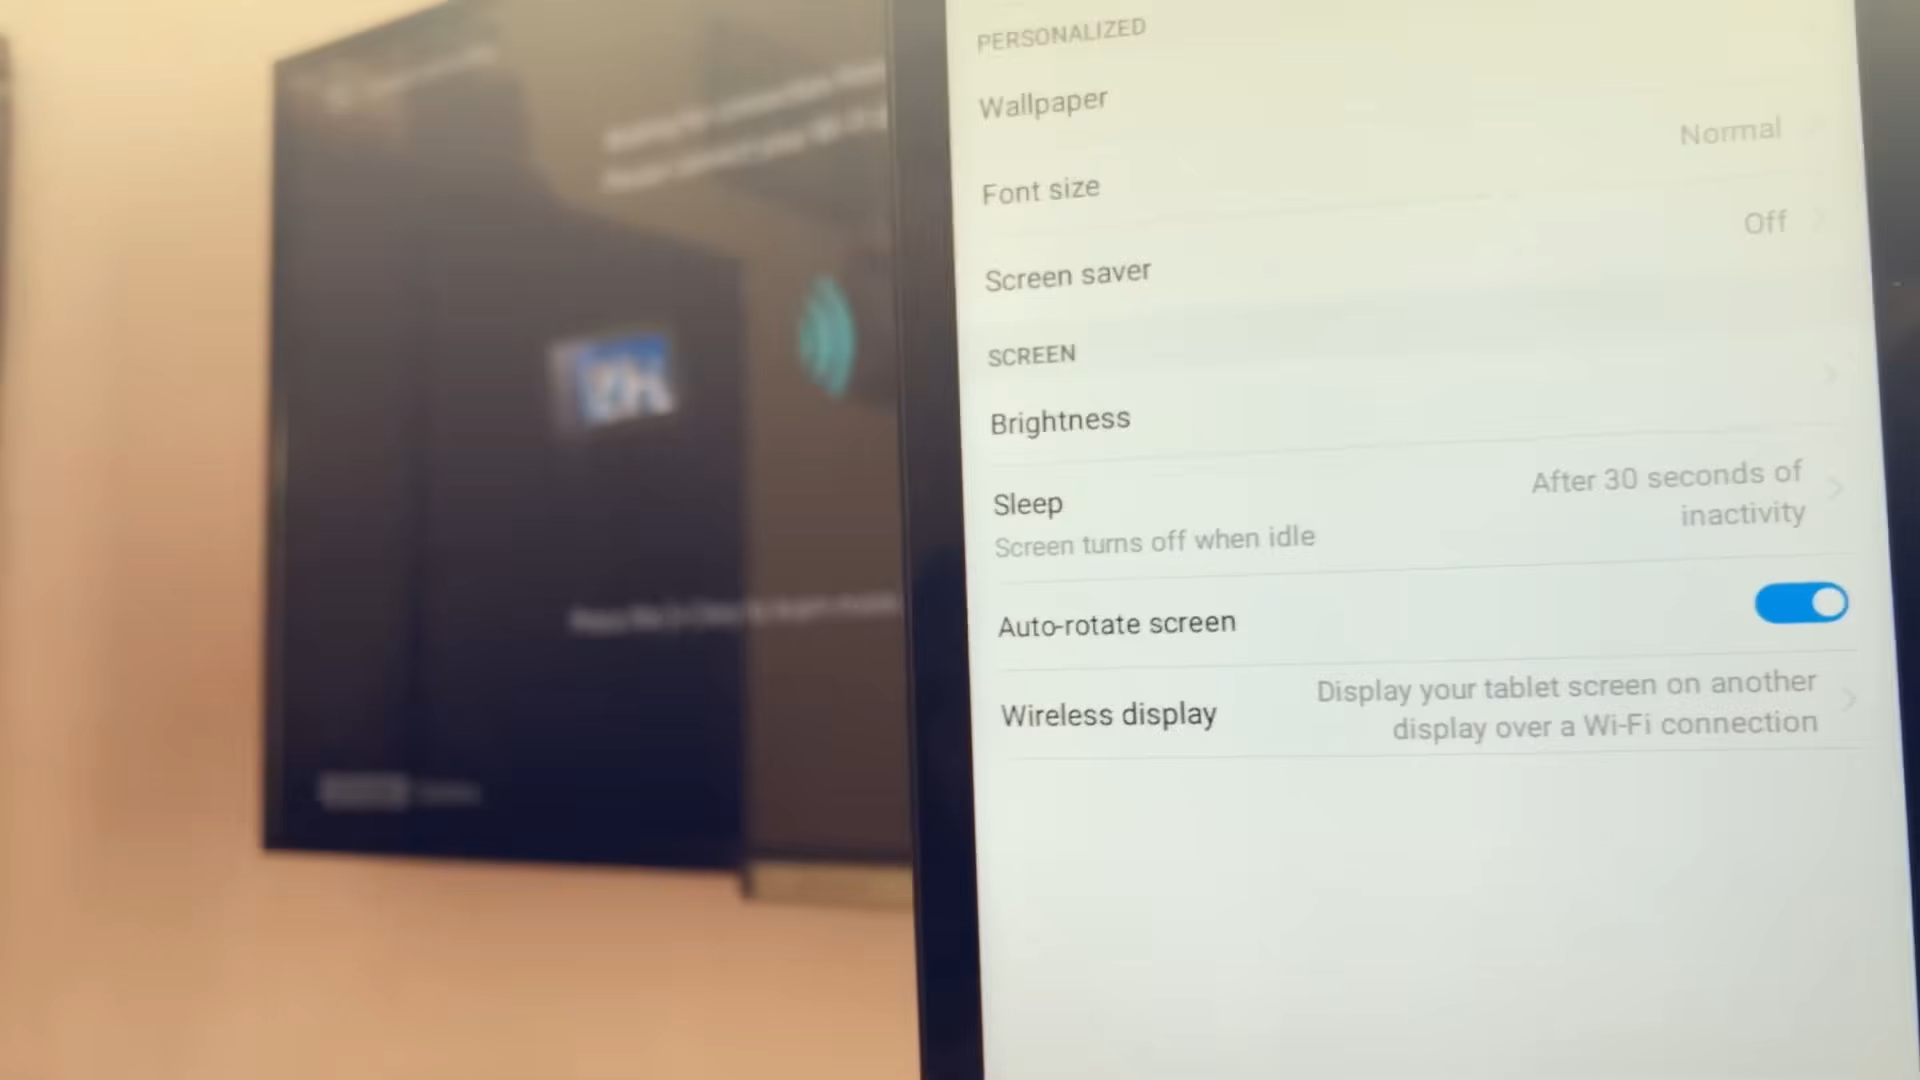 PERSONALIZED
Wallpaper
Normal
Font size
Off
Screen saver
SCREEN
Brightness
Sleep
After 30 seconds of
inactivity
Screen turns off when idle
Auto-rotate screen
Wireless display
Display your tablet screen on another
display over a Wi-Fi connection